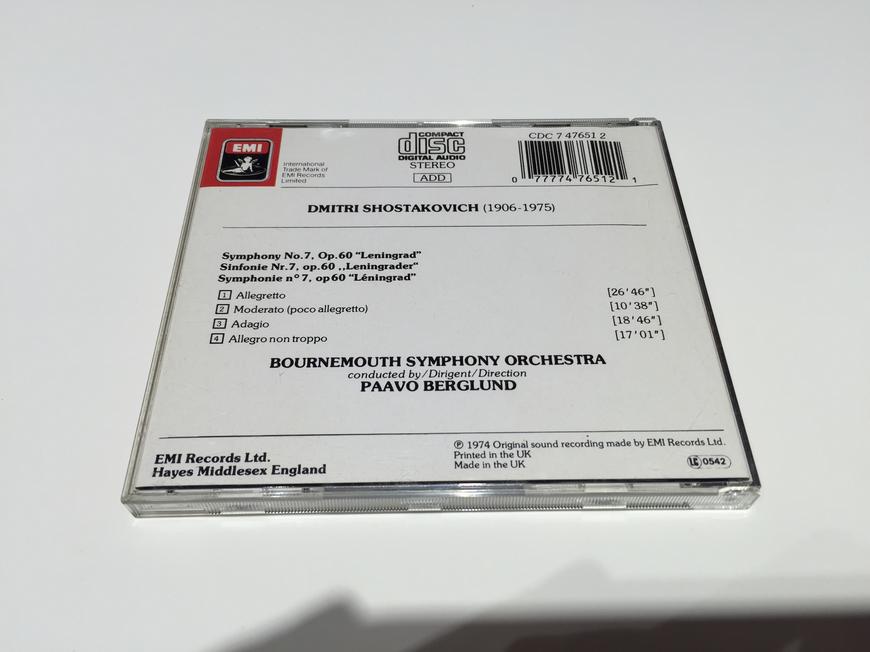 EMI
International
Trade Mark of
EMI Records
Limited
COMPACT
disc
DIGITAL AUDIO
STEREO
ADD
CDC 7 47651 2
0 77774 76512 1
DMITRI SHOSTAKOVICH (1906-1975)
Symphony No.7, Op.60 "Leningrad"
Sinfonie Nr.7, op.60 ,,Leningrader"
Symphonie n° 7, op60 "Léningrad"
1 Allegretto [26'46"]
2 Moderato (poco allegretto) [10'38"]
3 Adagio [18'46"]
4 Allegro non troppo [17'01"]
BOURNEMOUTH SYMPHONY ORCHESTRA
conducted by/Dirigent/Direction
PAAVO BERGLUND
EMI Records Ltd.
Hayes Middlesex England
℗ 1974 Original sound recording made by EMI Records Ltd.
Printed in the UK
Made in the UK
LC 0542